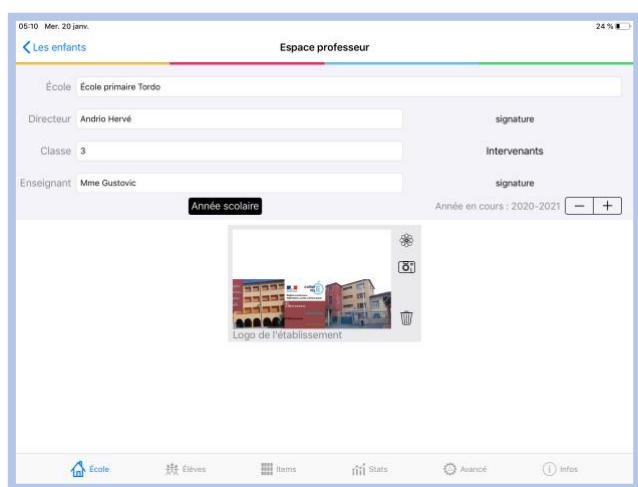 05:10 Mer. 20 janv. 24 %
Les enfants Espace professeur
École École primaire Tordo
Directeur Andrio Hervé signature
Classe 3 Intervenants
Enseignant Mme Gustovic signature
Année scolaire Année en cours : 2020-2021 — +
Logo de l'établissement
École Élèves Items Stats Avancé Infos